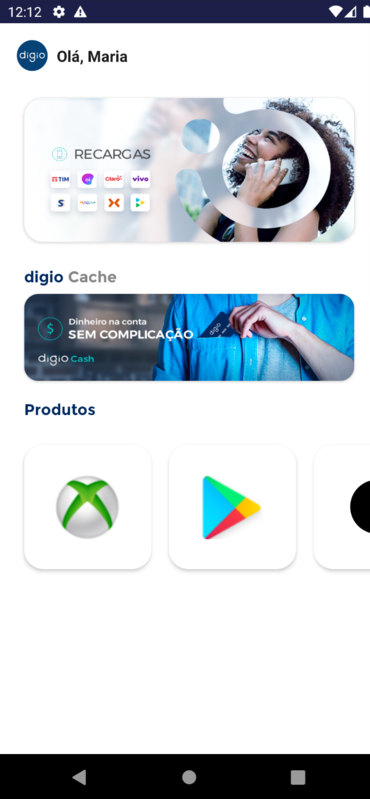 12:12
digio
Olá, Maria
RECARGAS
TIM
Claro
vivo
digio Cache
Dinheiro na conta
SEM COMPLICAÇÃO
digio Cash
Produtos